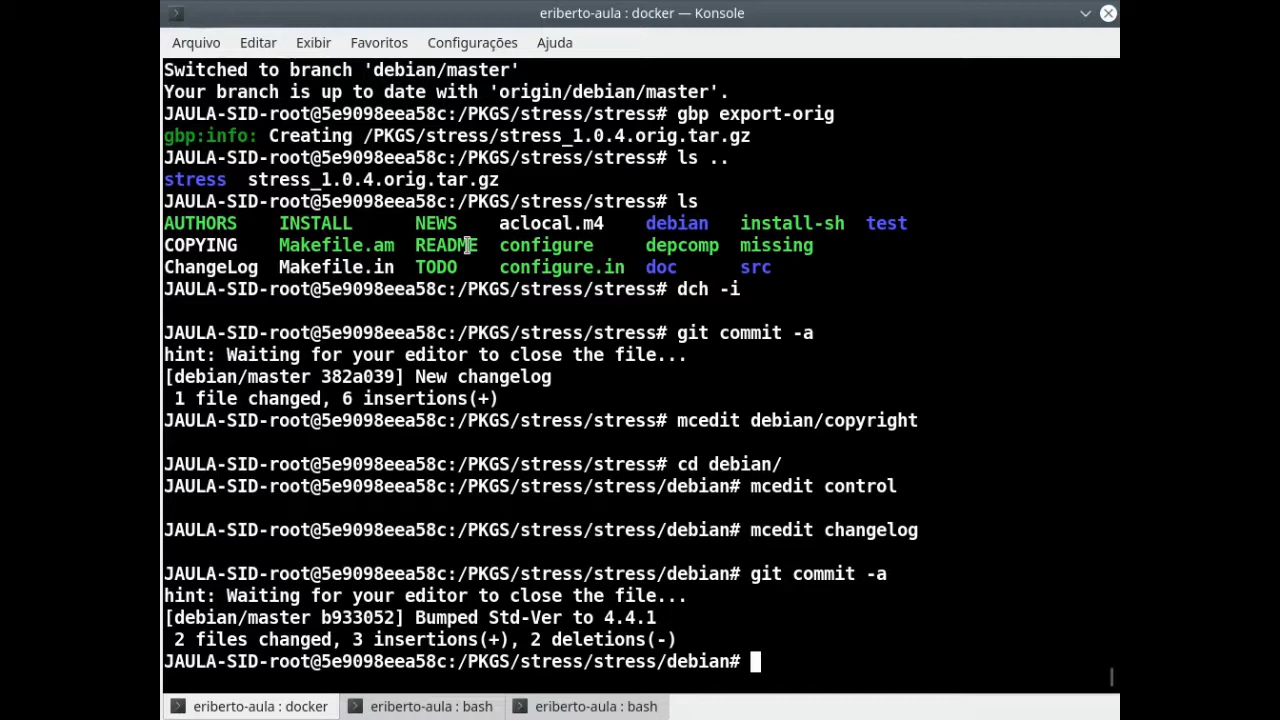 eriberto-aula : docker — Konsole
Arquivo Editar Exibir Favoritos Configurações Ajuda
Switched to branch 'debian/master'
Your branch is up to date with 'origin/debian/master'.
JAULA-SID-root@5e9098eea58c:/PKGS/stress/stress# gbp export-orig
gbp:info: Creating /PKGS/stress/stress_1.0.4.orig.tar.gz
JAULA-SID-root@5e9098eea58c:/PKGS/stress/stress# ls ..
stress stress_1.0.4.orig.tar.gz
JAULA-SID-root@5e9098eea58c:/PKGS/stress/stress# ls
AUTHORS INSTALL NEWS aclocal.m4 debian install-sh test
COPYING Makefile.am README configure depcomp missing
ChangeLog Makefile.in TODO configure.in doc src
JAULA-SID-root@5e9098eea58c:/PKGS/stress/stress# dch -i
JAULA-SID-root@5e9098eea58c:/PKGS/stress/stress# git commit -a
hint: Waiting for your editor to close the file...
[debian/master 382a039] New changelog
1 file changed, 6 insertions(+)
JAULA-SID-root@5e9098eea58c:/PKGS/stress/stress# mcedit debian/copyright
JAULA-SID-root@5e9098eea58c:/PKGS/stress/stress# cd debian/
JAULA-SID-root@5e9098eea58c:/PKGS/stress/stress/debian# mcedit control
JAULA-SID-root@5e9098eea58c:/PKGS/stress/stress/debian# mcedit changelog
JAULA-SID-root@5e9098eea58c:/PKGS/stress/stress/debian# git commit -a
hint: Waiting for your editor to close the file...
[debian/master b933052] Bumped Std-Ver to 4.4.1
2 files changed, 3 insertions(+), 2 deletions(-)
JAULA-SID-root@5e9098eea58c:/PKGS/stress/stress/debian#
eriberto-aula : docker eriberto-aula : bash eriberto-aula : bash